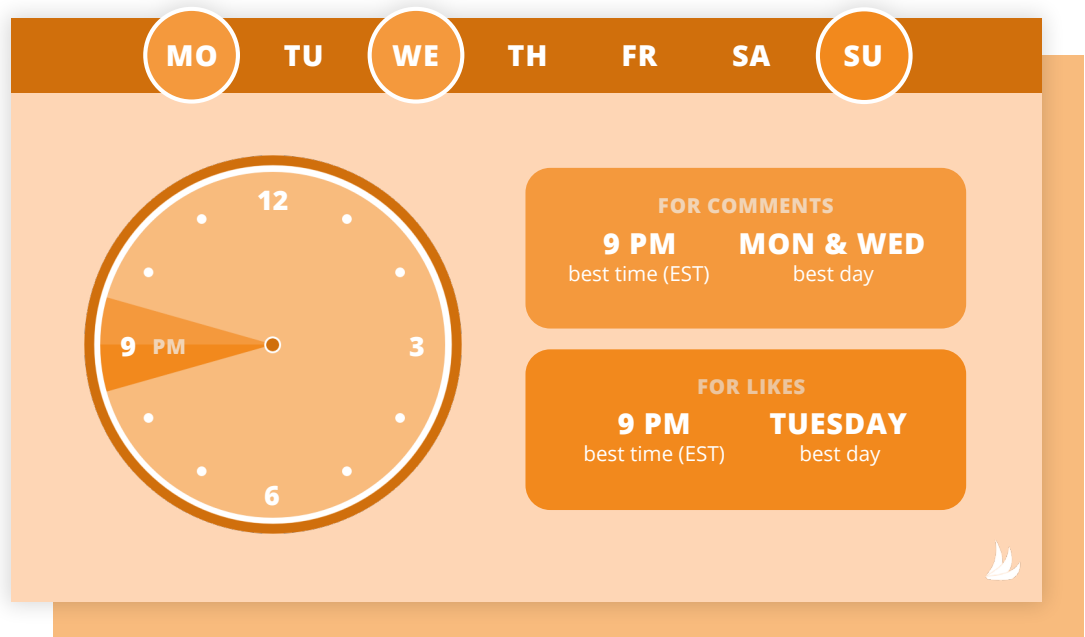 MO TU WE TH FR SA SU
12
9 PM
3
6
FOR COMMENTS
9 PM MON & WED
best time (EST) best day
FOR LIKES
9 PM TUESDAY
best time (EST) best day